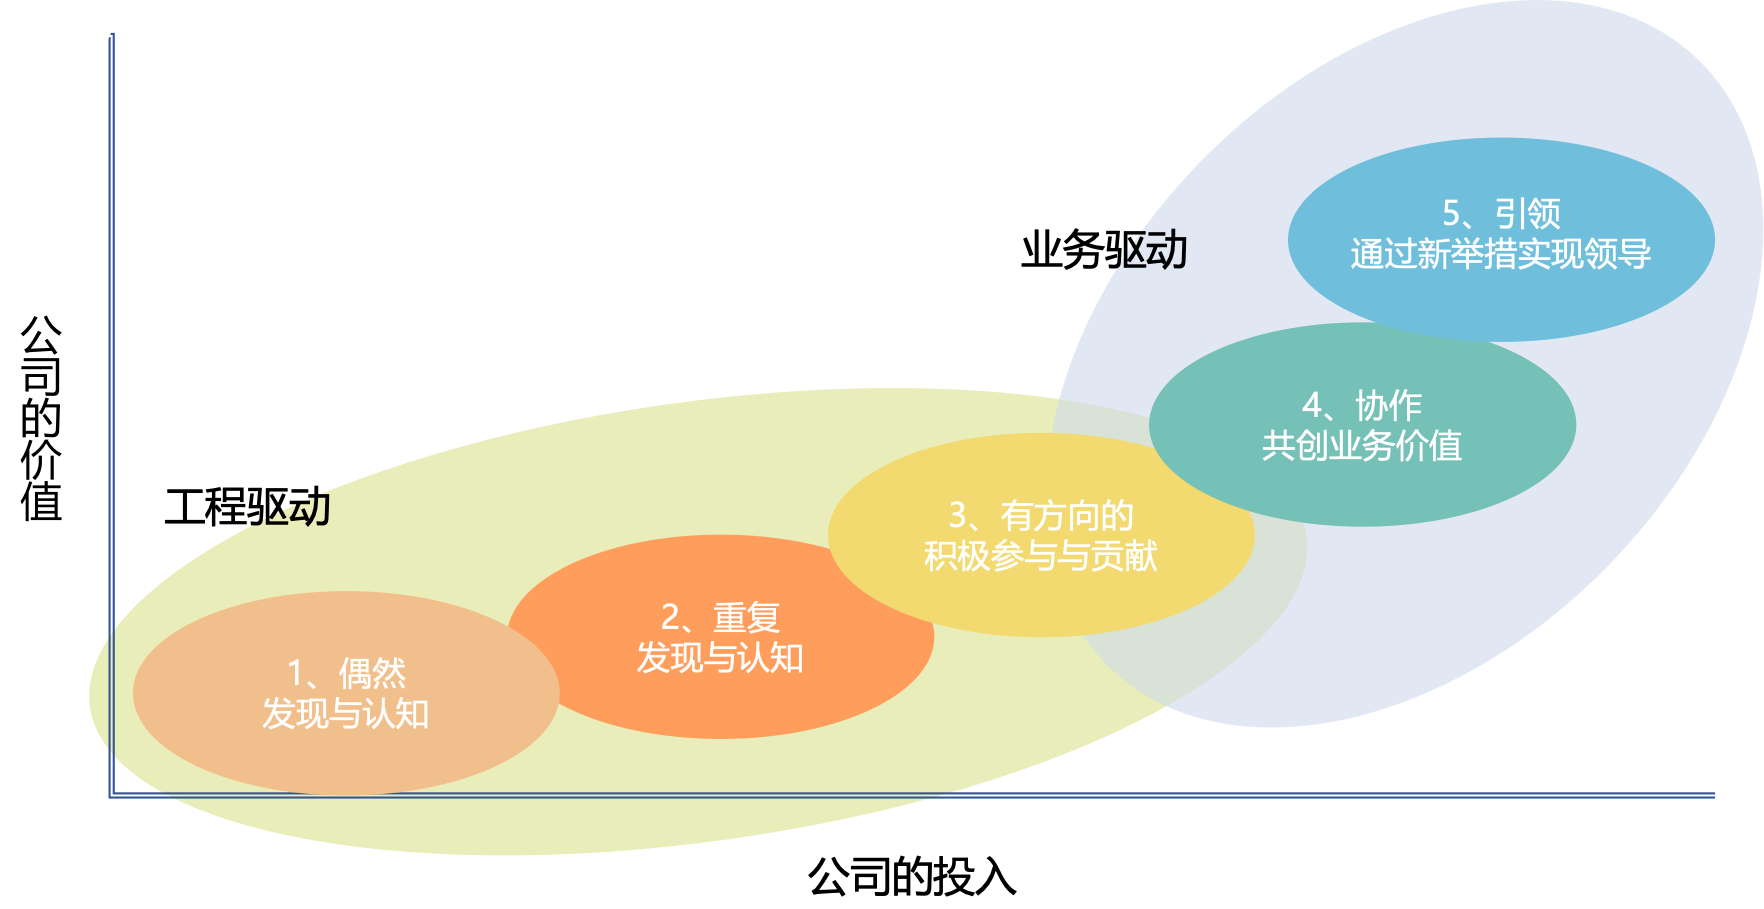 业务驱动
5、引领
通过新举措实现领导
4、协作
共创业务价值
公司的价值
工程驱动
3、有方向的
积极参与与贡献
2、重复
发现与认知
1、偶然
发现与认知
公司的投入